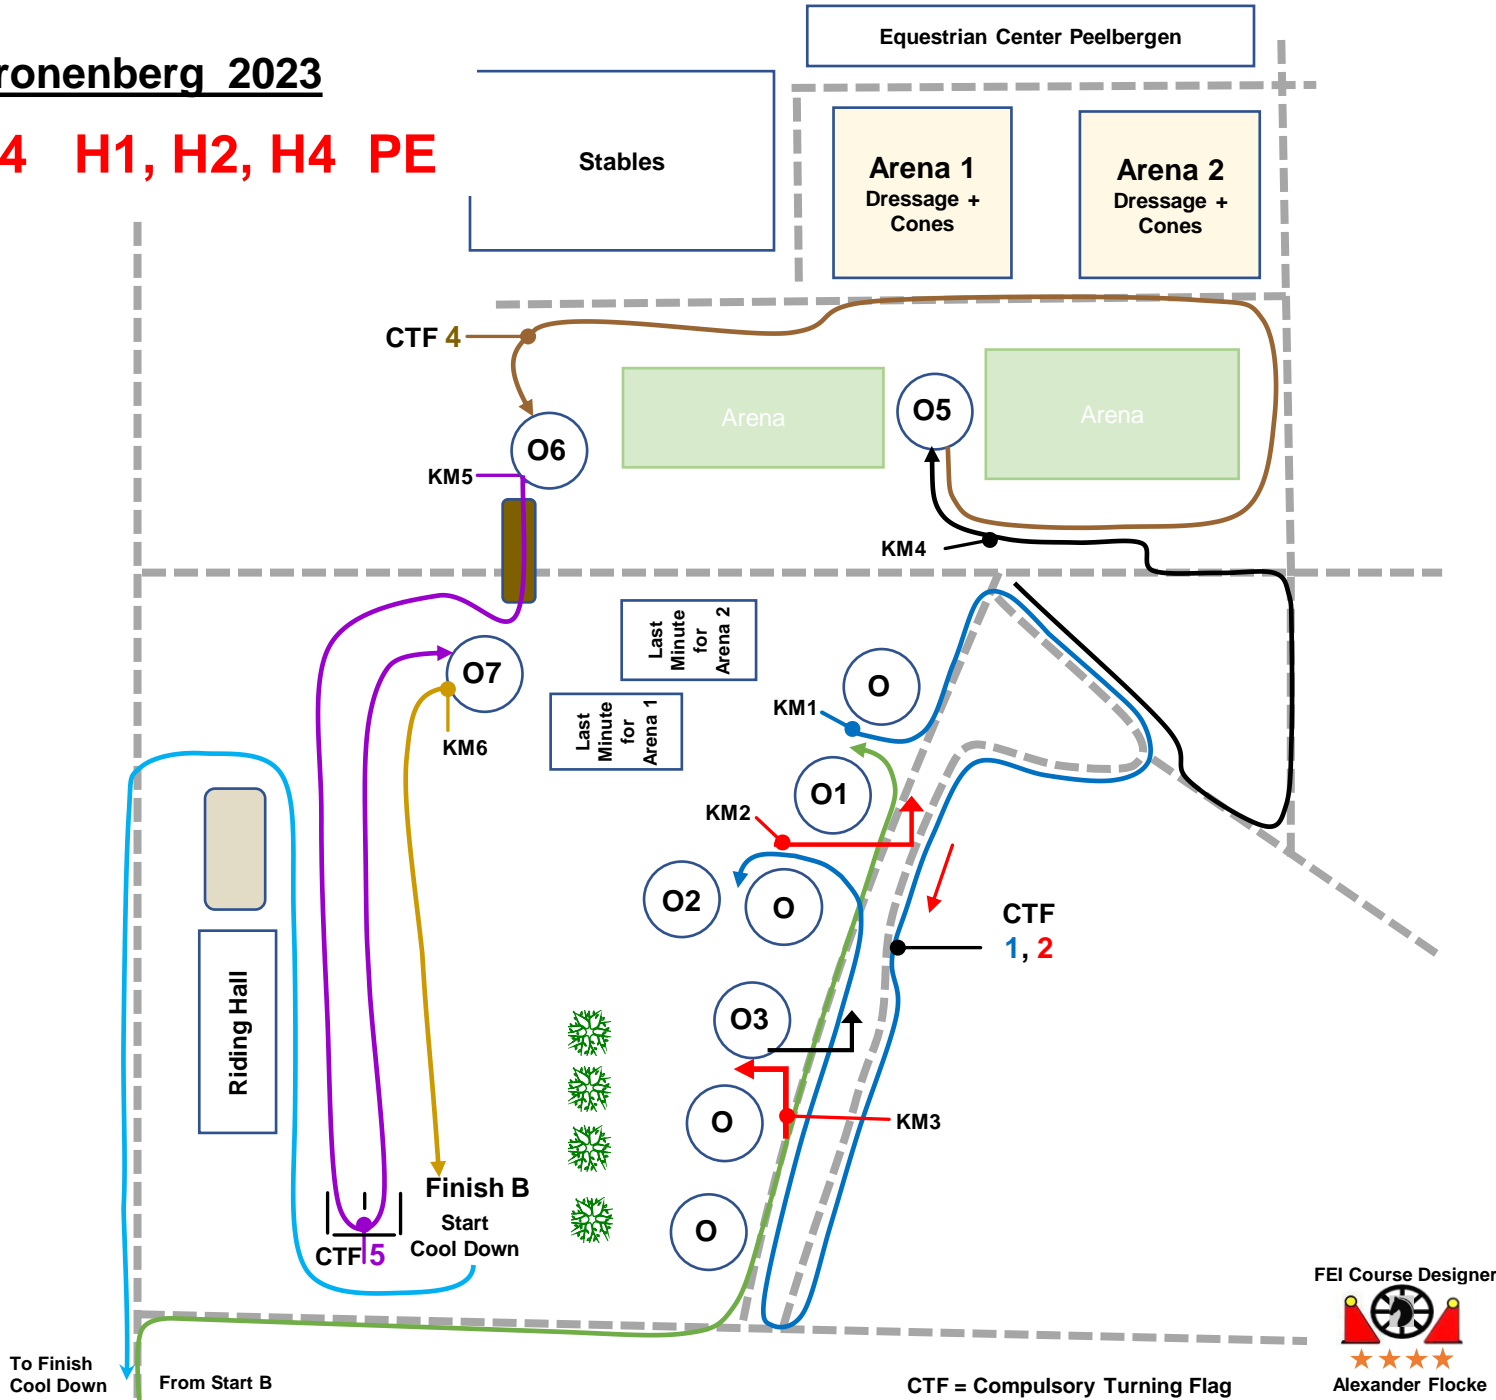 Equestrian Center Peelbergen
ronenberg 2023
4 H1, H2, H4 PE
Stables
Arena 1
Dressage +
Cones
Arena 2
Dressage +
Cones
CTF 4
Arena
O5
Arena
O6
KM5
KM4
Last
Minute
for
Arena 2
O7
O
Last
Minute
for
Arena 1
KM1
KM6
O1
KM2
O2
O
CTF
1, 2
Riding Hall
O3
O
KM3
Finish B
Start
Cool Down
O
CTF 5
FEI Course Designer
To Finish
Cool Down
From Start B
CTF = Compulsory Turning Flag
Alexander Flocke